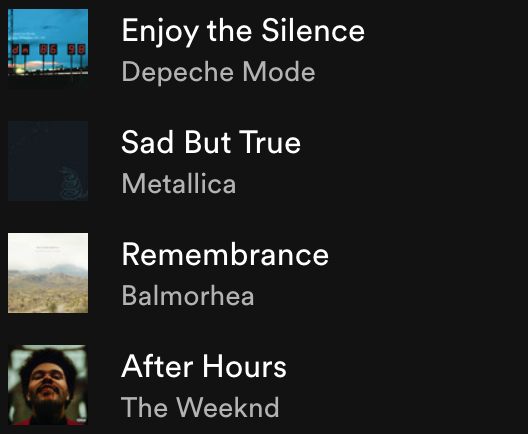 Enjoy the Silence
Depeche Mode
Sad But True
Metallica
Remembrance
Balmorhea
After Hours
The Weeknd